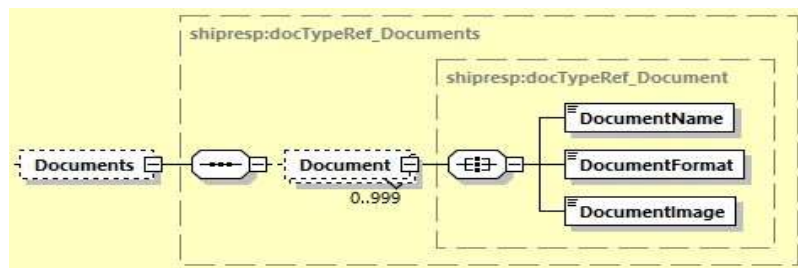 shipresp:docTypeRef_Documents
shipresp:docTypeRef_Document
DocumentName
Documents
Document
DocumentFormat
0..999
DocumentImage